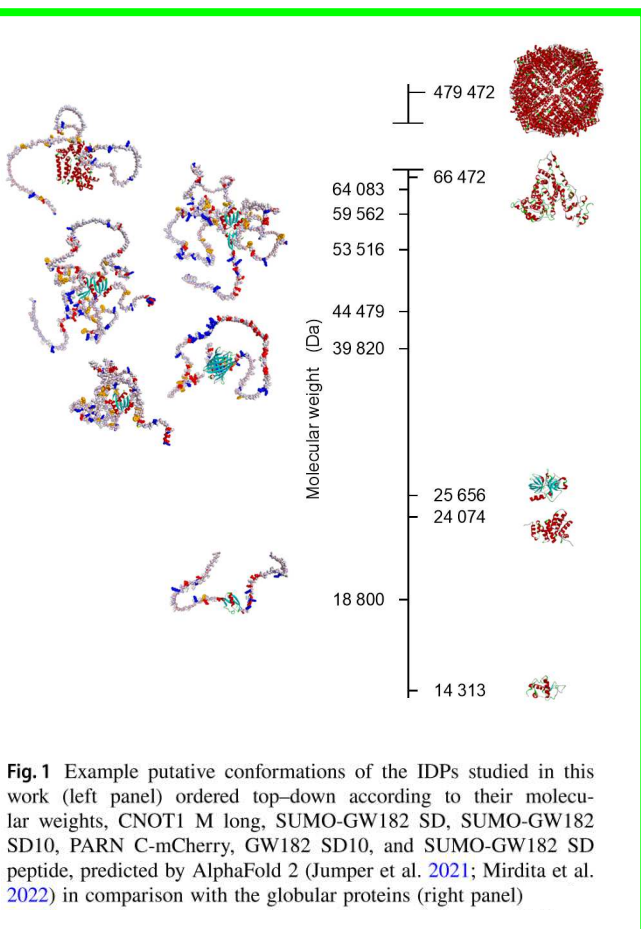 479 472
66 472
64 083
59 562
53 516
44 479
39 820
Molecular weight (Da)
25 656
24 074
18 800
14 313
Fig. 1 Example putative conformations of the IDPs studied in this
work (left panel) ordered top–down according to their molecu-
lar weights, CNOT1 M long, SUMO-GW182 SD, SUMO-GW182
SD10, PARN C-mCherry, GW182 SD10, and SUMO-GW182 SD
peptide, predicted by AlphaFold 2 (Jumper et al. 2021; Mirdita et al.
2022) in comparison with the globular proteins (right panel)